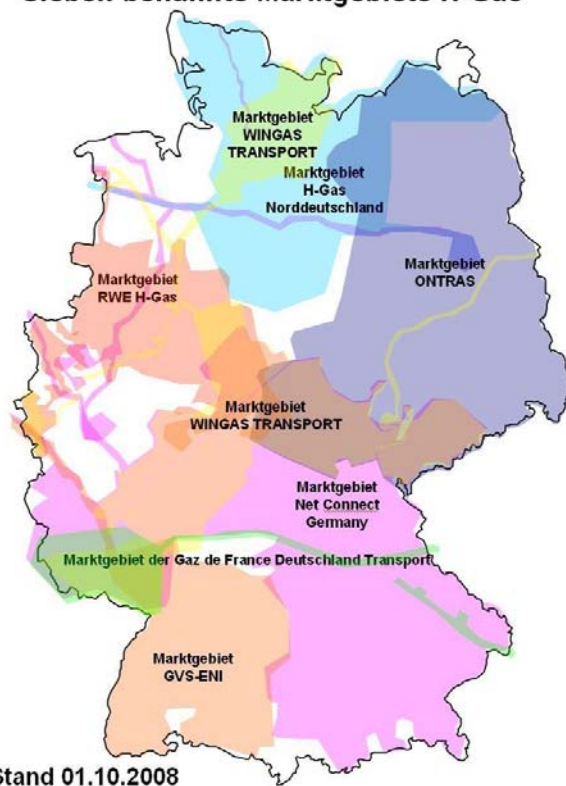 Marktgebiet
WINGAS
TRANSPORT
Marktgebiet
H-Gas
Norddeutschland
Marktgebiet
ONTRAS
Marktgebiet
RWE H-Gas
Marktgebiet
WINGAS TRANSPORT
Marktgebiet
Net Connect
Germany
Marktgebiet der Gaz de France Deutschland Transport
Marktgebiet
GVS-ENI
Stand 01.10.2008